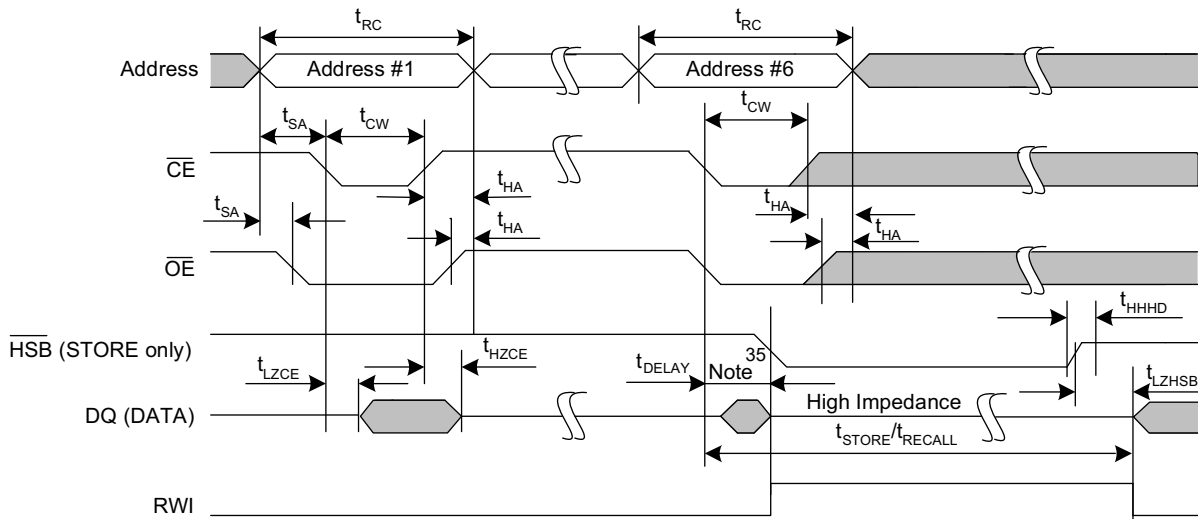 tRC tRC
Address Address #1 Address #6
tCW
tSA tCW
CE
tHA
tSA tHA tHA
tHA
OE
tHHHD
HSB (STORE only)
tHZCE 35
tLZCE tDELAY Note tLZHSB
DQ (DATA) High Impedance
tSTORE/tRECALL
RWI